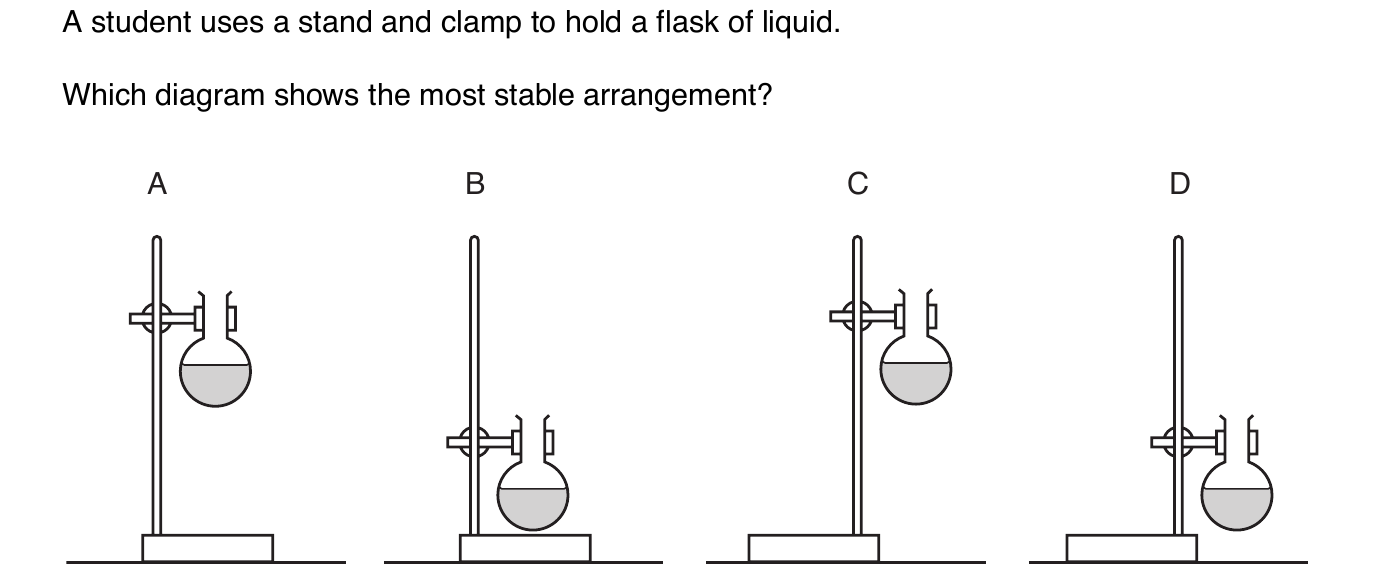 A student uses a stand and clamp to hold a flask of liquid.
Which diagram shows the most stable arrangement?
A B C D